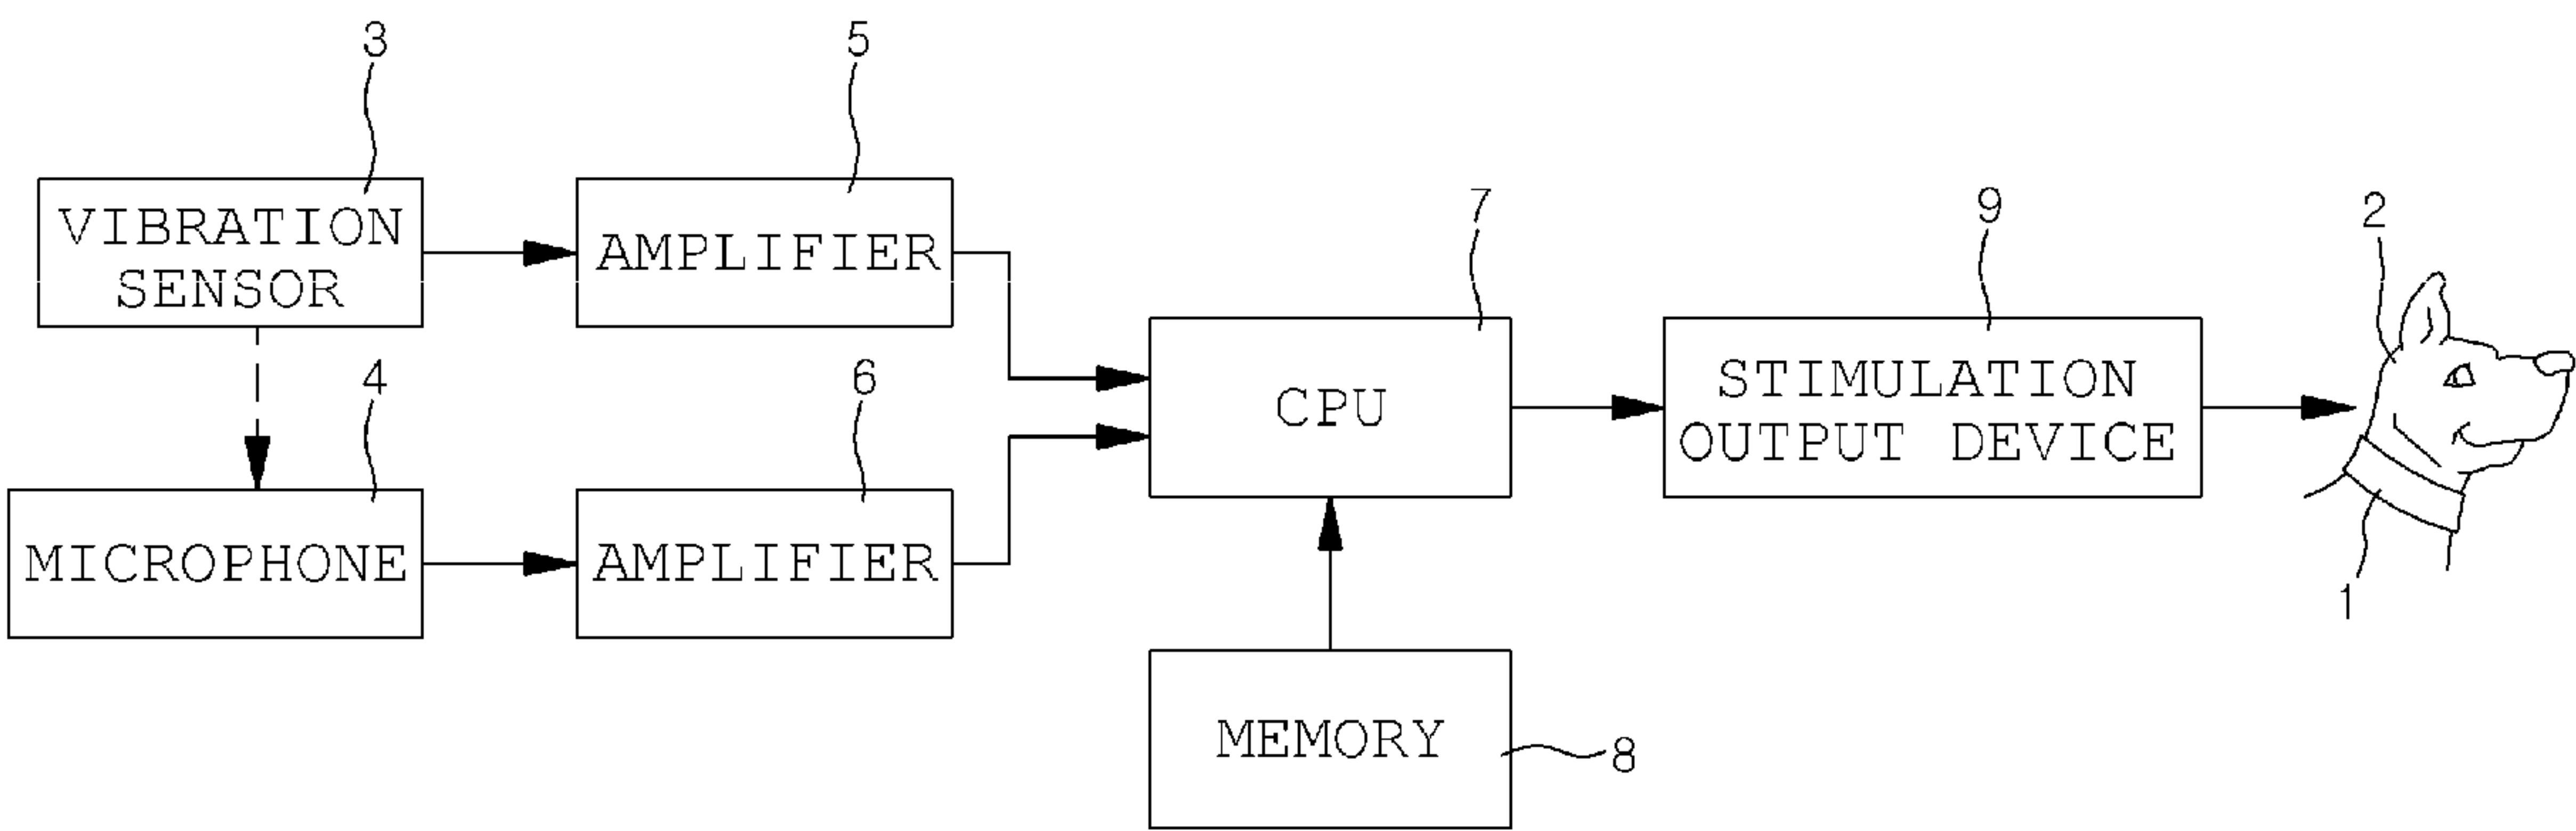 3
5
VIBRATION
SENSOR
AMPLIFIER
7
9
2
4
6
CPU
STIMULATION
OUTPUT DEVICE
MICROPHONE
AMPLIFIER
1
MEMORY
8